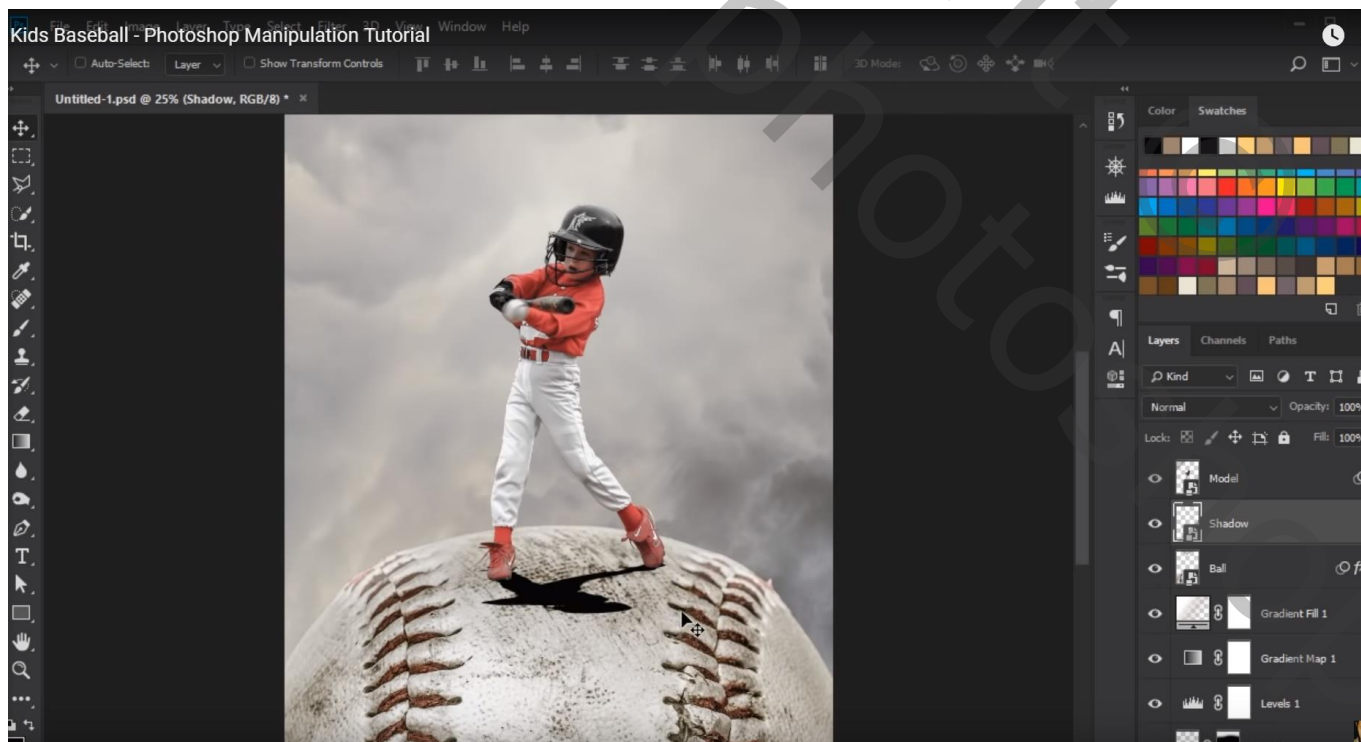 File Edit Image Layer Type Select Filter 3D View Window Help
Kids Baseball - Photoshop Manipulation Tutorial
Auto-Select: Layer Show Transform Controls 3D Mode:
Untitled-1.psd @ 25% (Shadow, RGB/8) * ×
Color Swatches
Layers Channels Paths
Kind
Normal Opacity: 100%
Lock: Fill: 100%
Model
Shadow
Ball
Gradient Fill 1
Gradient Map 1
Levels 1